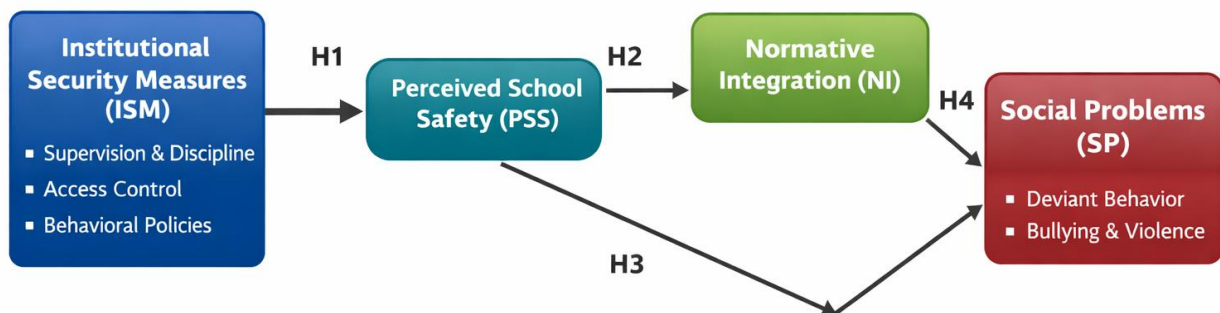 Institutional
Security Measures
(ISM)
▪ Supervision & Discipline
▪ Access Control
▪ Behavioral Policies
H1
Perceived School
Safety (PSS)
H2
Normative
Integration (NI)
H3
H4
Social Problems
(SP)
▪ Deviant Behavior
▪ Bullying & Violence